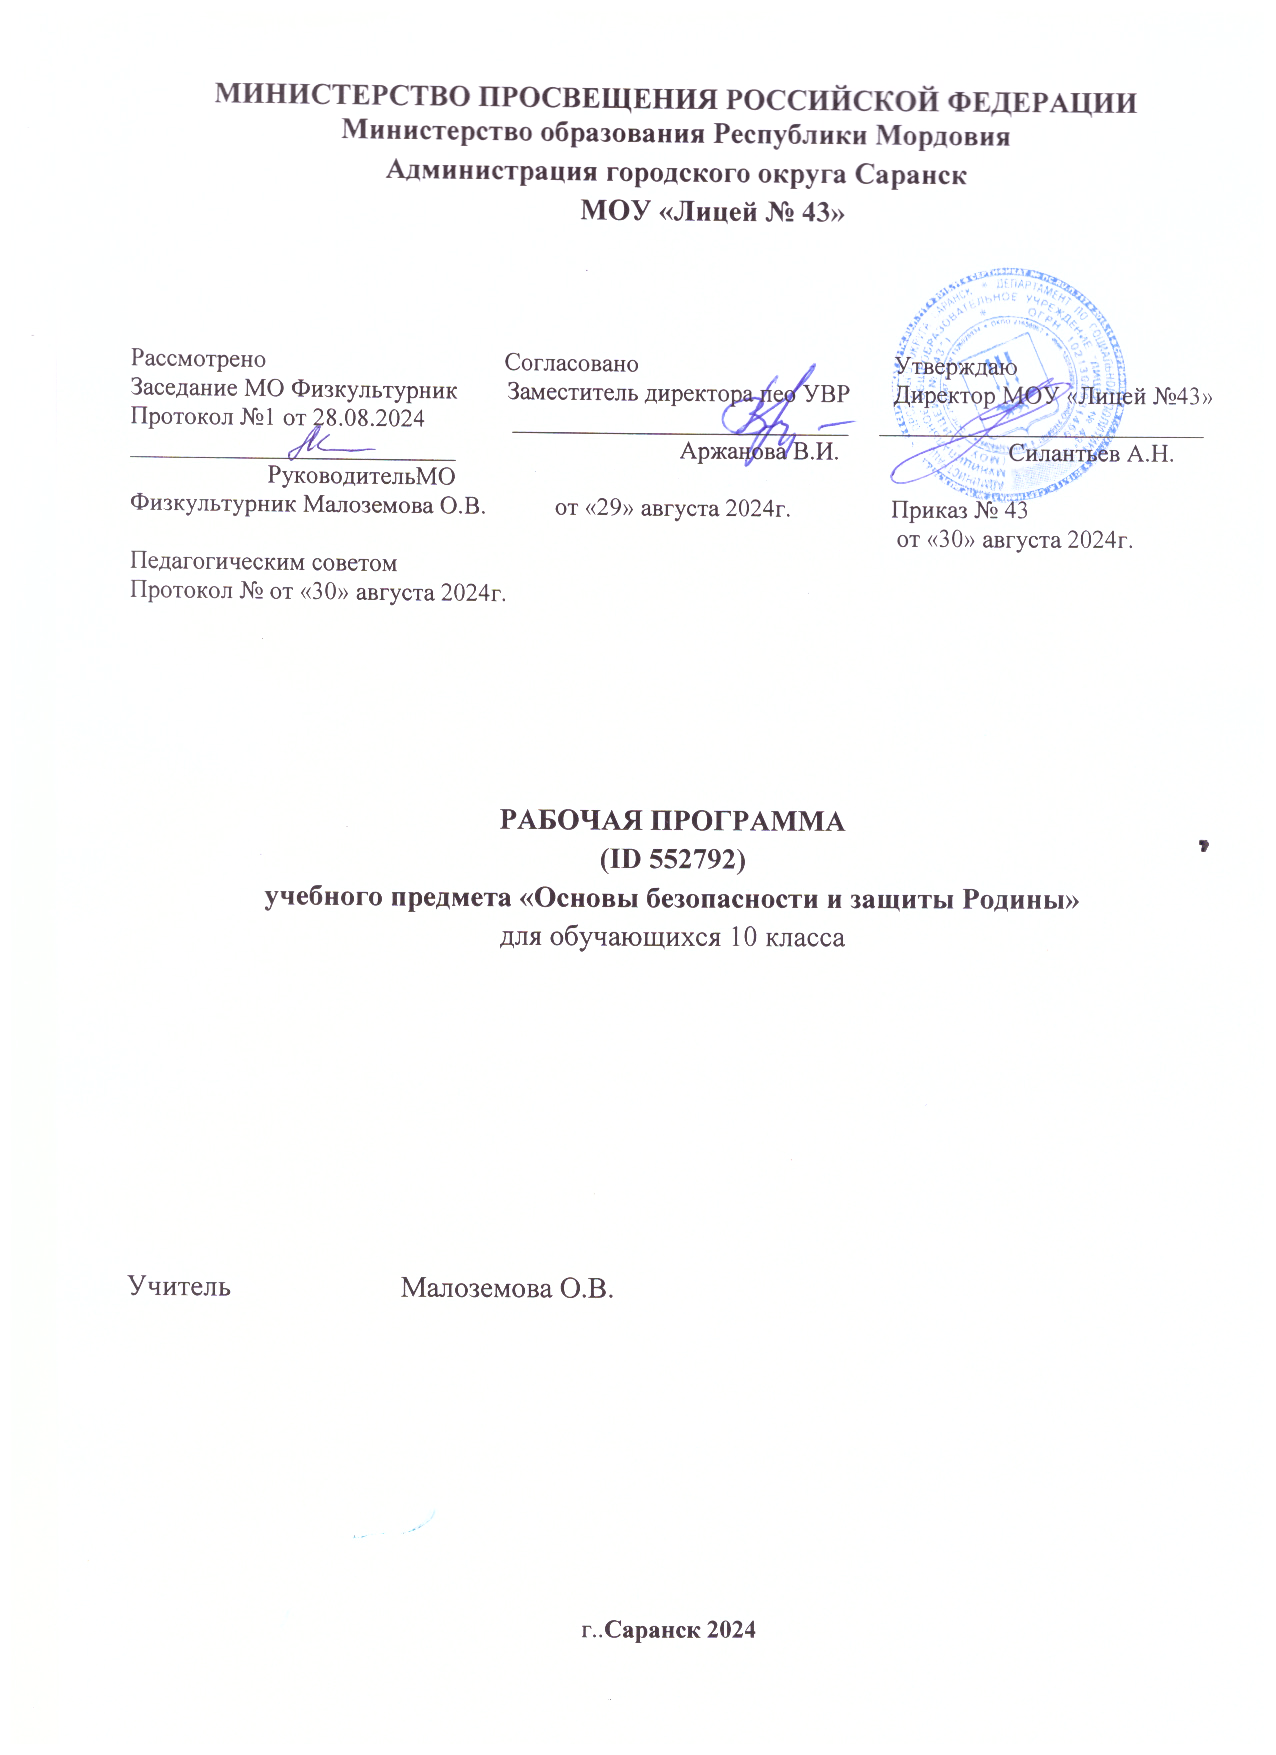 МИНИСТЕРСТВО ПРОСВЕЩЕНИЯ РОССИЙСКОЙ ФЕДЕРАЦИИ
Министерство образования Республики Мордовия
Администрация городского округа Саранск
МОУ «Лицей № 43»
Рассмотрено
Заседание МО Физкультурник
Протокол №1 от 28.08.2024
РуководительМО
Физкультурник Малоземова О.В.
Педагогическим советом
Протокол № от «30» августа 2024г.
Согласовано
Заместитель директора пео УВР
Аржанова В.И.
от «29» августа 2024г.
Утверждаю
Директор МОУ «Лицей №43»
Силантьев А.Н.
Приказ № 43
от «30» августа 2024г.
РАБОЧАЯ ПРОГРАММА
(ID 552792)
учебного предмета «Основы безопасности и защиты Родины»
для обучающихся 10 класса
Учитель Малоземова О.В.
г..Саранск 2024